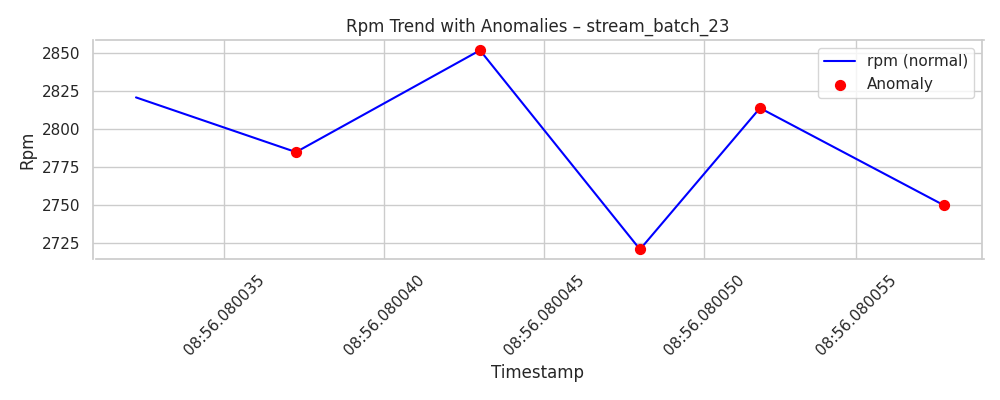 Rpm Trend with Anomalies – stream_batch_23
rpm (normal)
Anomaly
Rpm
2850
2825
2800
2775
2750
2725
08:56.080035
08:56.080040
08:56.080045
08:56.080050
08:56.080055
Timestamp